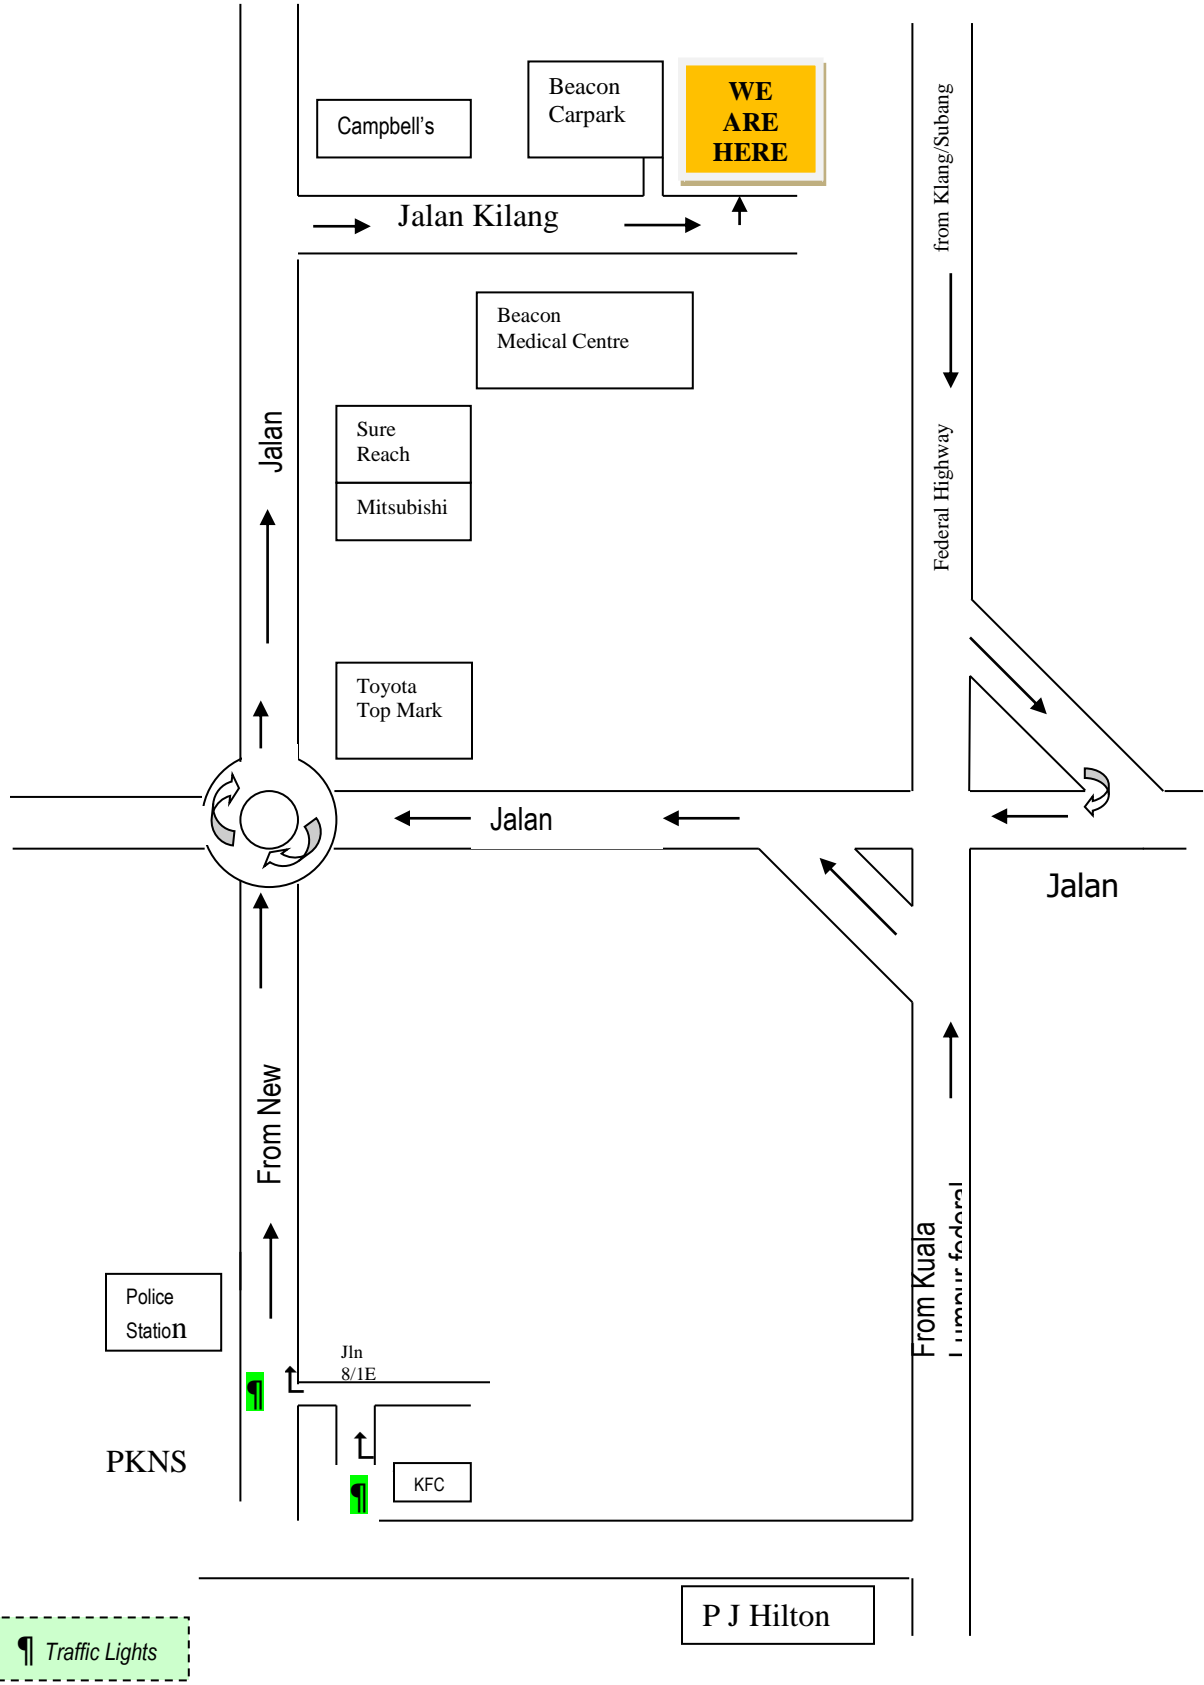 Beacon
Carpark
WE
ARE
HERE
Campbell's
from Klang/Subang
Jalan Kilang
Beacon
Medical Centre
Jalan
Sure
Reach
Mitsubishi
Federal Highway
Toyota
Top Mark
Jalan
Jalan
From New
From Kuala
Lumpur federal
Police
Station
Jln
8/1E
¶
PKNS
KFC
¶
P J Hilton
¶ Traffic Lights